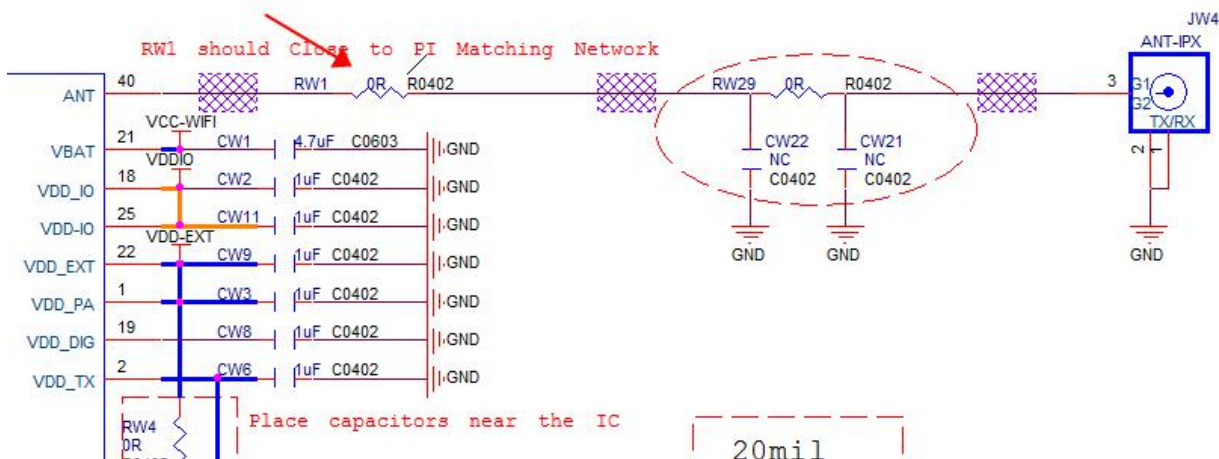 JW4
ANT-IPX
RW1 should Close to PI Matching Network
40
RW1
0R
R0402
RW29
0R
R0402
3
G1
G2
ANT
TX/RX
VCC-WIFI
21
CW1
4.7uF
C0603
GND
CW22
NC
C0402
CW21
NC
C0402
2
1
VBAT
VDDIO
18
CW2
1uF
C0402
GND
VDD_IO
25
CW11
1uF
C0402
GND
VDD-IO
VDD-EXT
22
CW9
1uF
C0402
GND
GND
GND
GND
VDD_EXT
1
CW3
1uF
C0402
GND
VDD_PA
19
CW8
1uF
C0402
GND
VDD_DIG
2
CW6
1uF
C0402
GND
VDD_TX
Place capacitors near the IC
RW4
0R
20mil